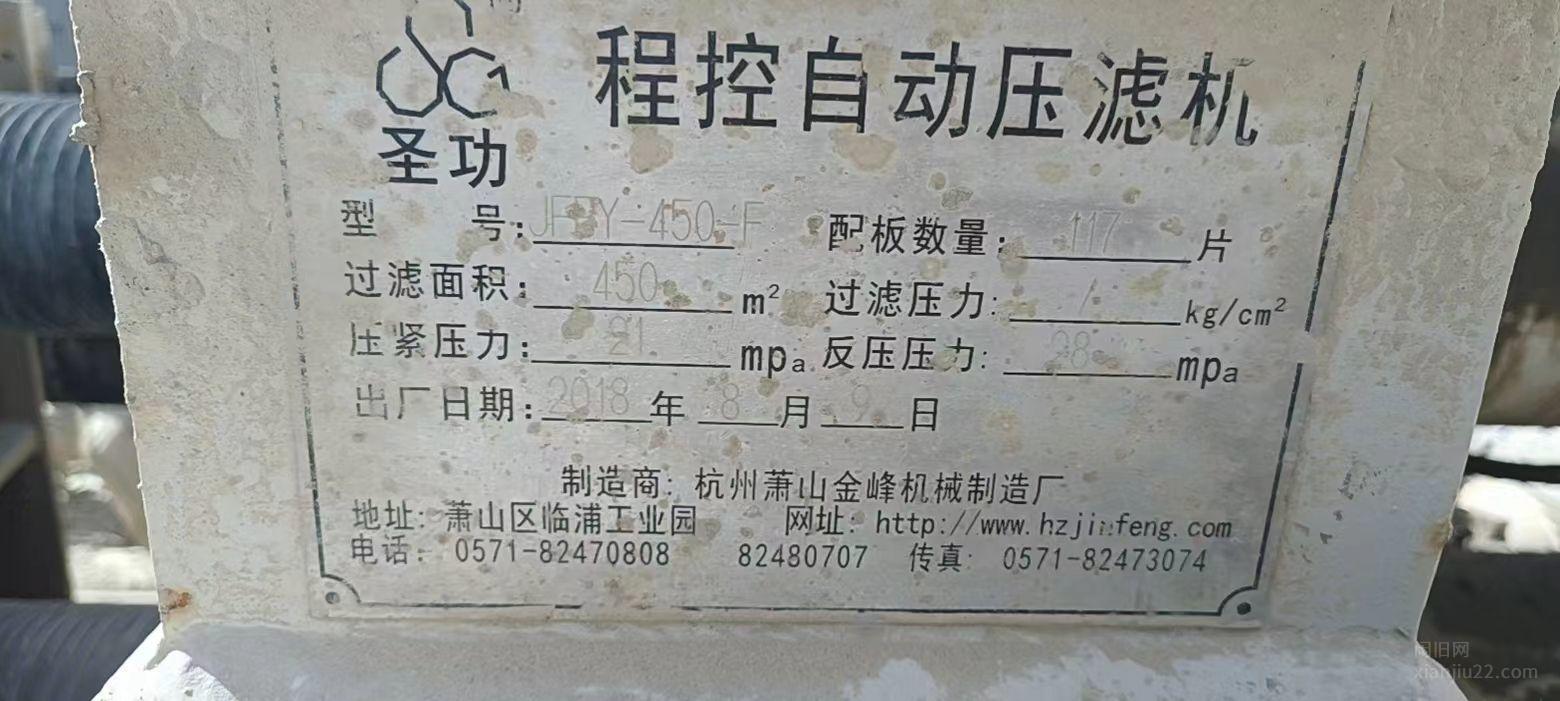 程控自动压滤机
圣功
型 号: JFBY-450-F 配板数量: 117 片
过滤面积: 450 m² 过滤压力: / kg/cm²
压紧压力: 21 mpa 反压压力: 28 mpa
出厂日期: 2018 年 8 月 9 日
制造商: 杭州萧山金峰机械制造厂
地址: 萧山区临浦工业园 网址: http://www.hzjinfeng.com
电话: 0571-82470808 82480707 传真: 0571-82473074
闲旧网
xianjiu22.com